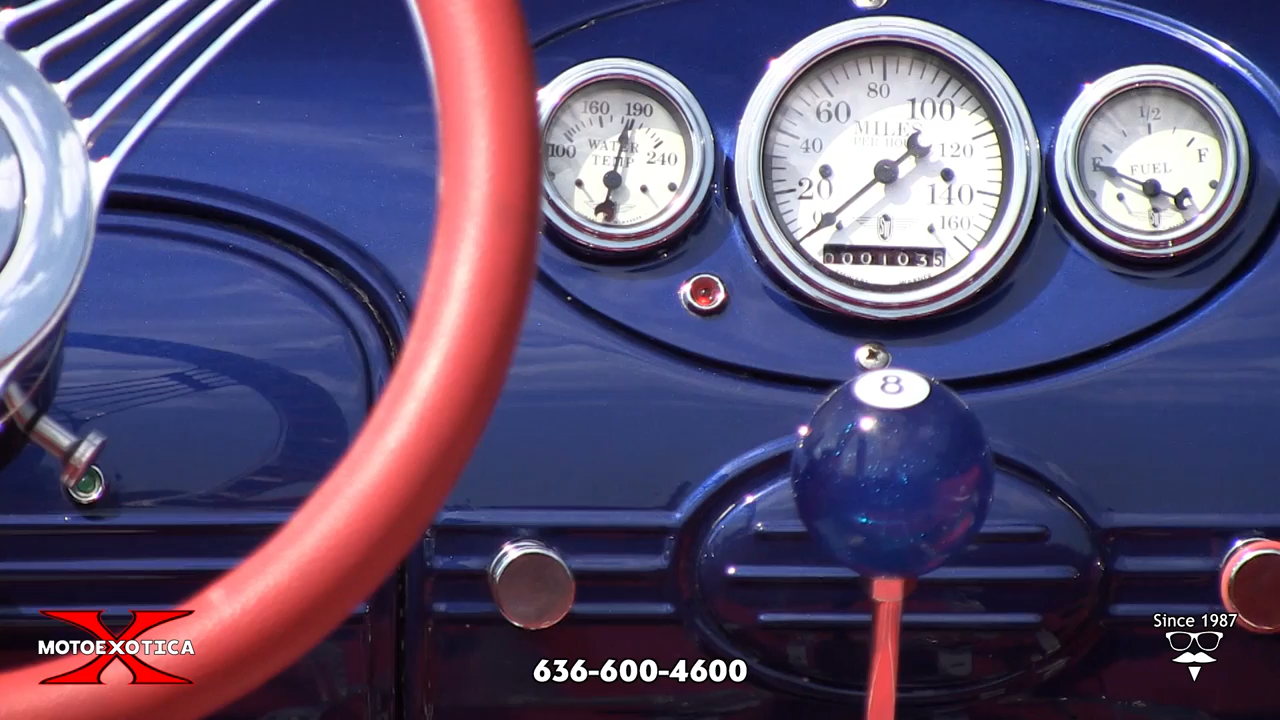 160 190
100
WATER
TEMP
240
80
60 100
MILES
PER HOUR
40 120
20 140
0 160
0001035
1/2
E F
FUEL
8
MOTOEXOTICA
636-600-4600
Since 1987